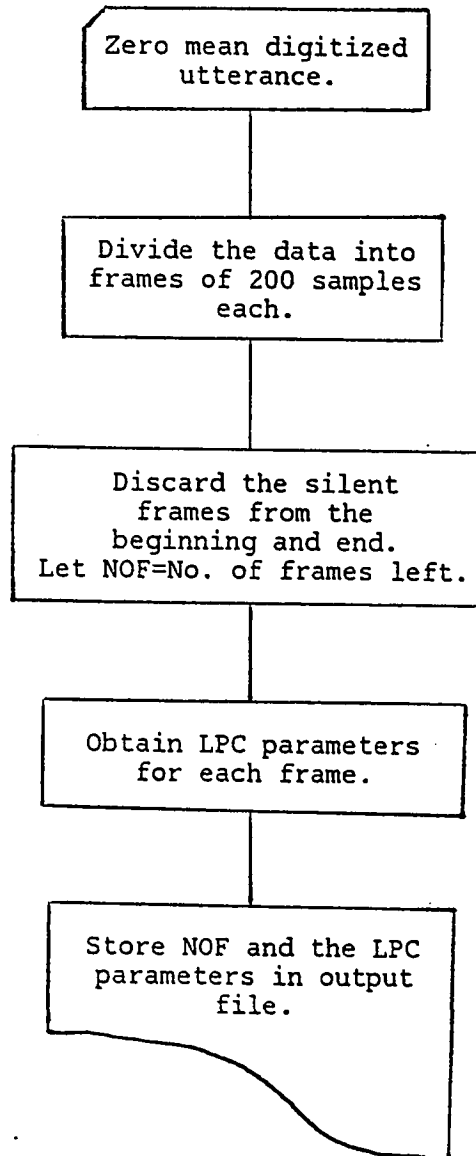 Zero mean digitized
utterance.
Divide the data into
frames of 200 samples
each.
Discard the silent
frames from the
beginning and end.
Let NOF=No. of frames left.
Obtain LPC parameters
for each frame.
Store NOF and the LPC
parameters in output
file.